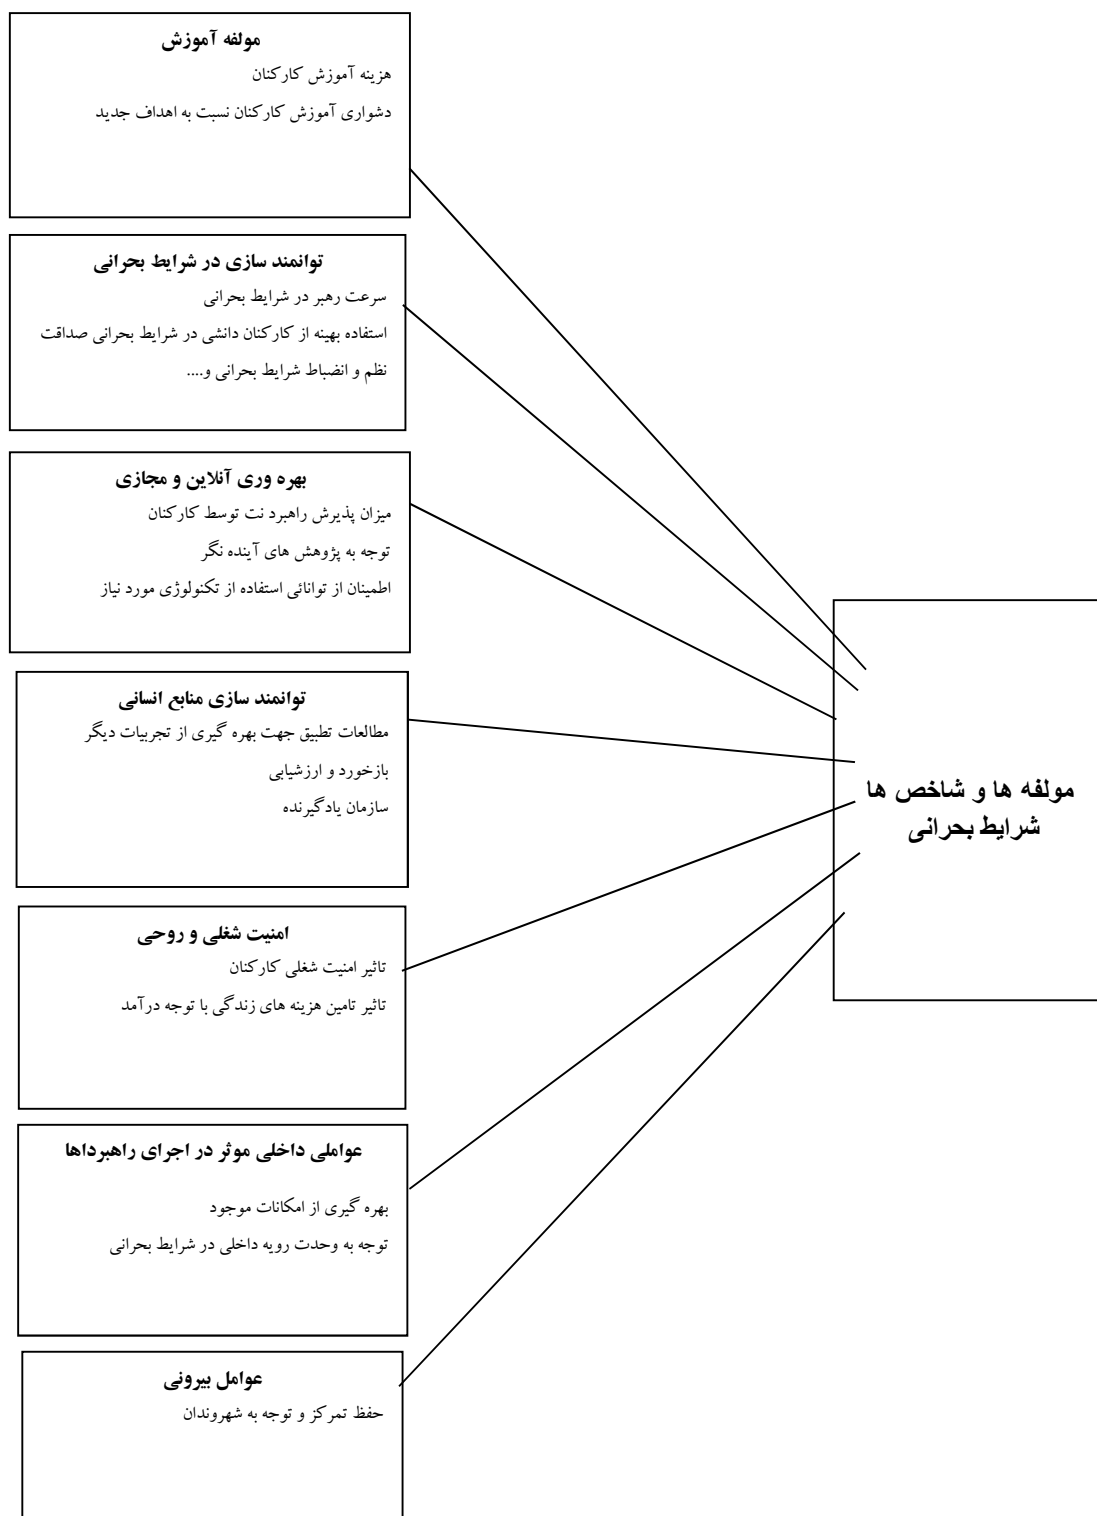 مولفه آموزش
هزینه آموزش کارکنان
دشواری آموزش کارکنان نسبت به اهداف جدید
توانمند سازی در شرایط بحرانی
سرعت رهبر در شرایط بحرانی
استفاده بهینه از کارکنان دانشی در شرایط بحرانی صداقت
نظم و انضباط شرایط بحرانی و....
بهره وری آنلاین و مجازی
میزان پذیرش راهبرد نت توسط کارکنان
توجه به پژوهش های آینده نگر
اطمینان از توانائی استفاده از تکنولوژی مورد نیاز
توانمند سازی منابع انسانی
مطالعات تطبیق جهت بهره گیری از تجربیات دیگر
بازخورد و ارزشیابی
سازمان یادگیرنده
امنیت شغلی و روحی
تاثیر امنیت شغلی کارکنان
تاثیر تامین هزینه های زندگی با توجه درآمد
عواملی داخلی موثر در اجرای راهبرداها
بهره گیری از امکانات موجود
توجه به وحدت رویه داخلی در شرایط بحرانی
عوامل بیرونی
حفظ تمرکز و توجه به شهروندان
مولفه ها و شاخص ها
شرایط بحرانی